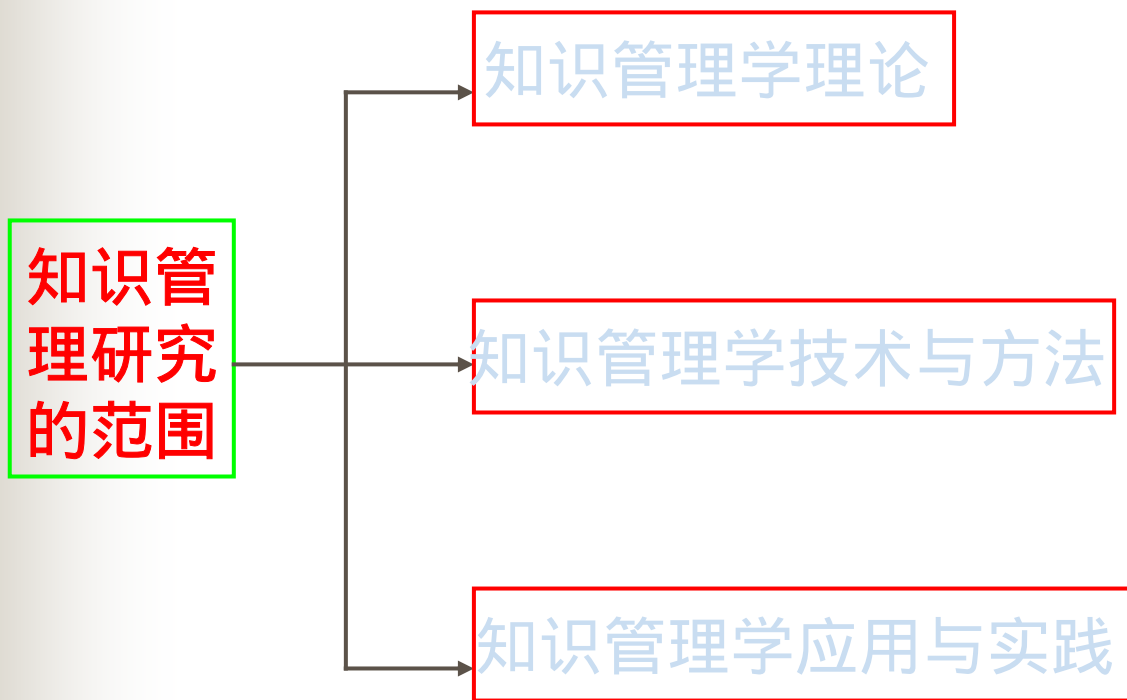 知识管理学理论
知识管
理研究
的范围
知识管理学技术与方法
知识管理学应用与实践